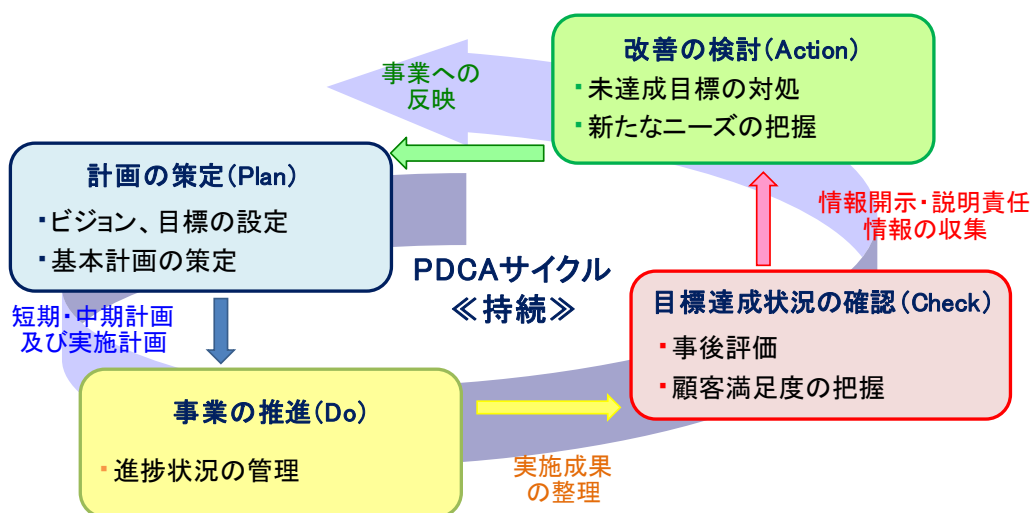 改善の検討(Action)
・未達成目標の対処
・新たなニーズの把握
事業への
反映
計画の策定(Plan)
・ビジョン、目標の設定
・基本計画の策定
情報開示・説明責任
情報の収集
PDCAサイクル
≪持続≫
目標達成状況の確認(Check)
・事後評価
・顧客満足度の把握
短期・中期計画
及び実施計画
事業の推進(Do)
・進捗状況の管理
実施成果
の整理